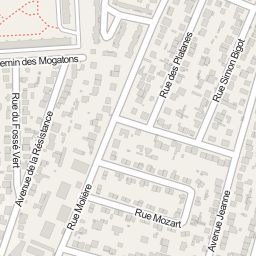 emin des Mogatons
Rue des Platanes
Rue Simon Bigot
Rue du Fossé Vert
Avenue de la Résistance
Rue Molière
Rue Mozart
Avenue Jeanne